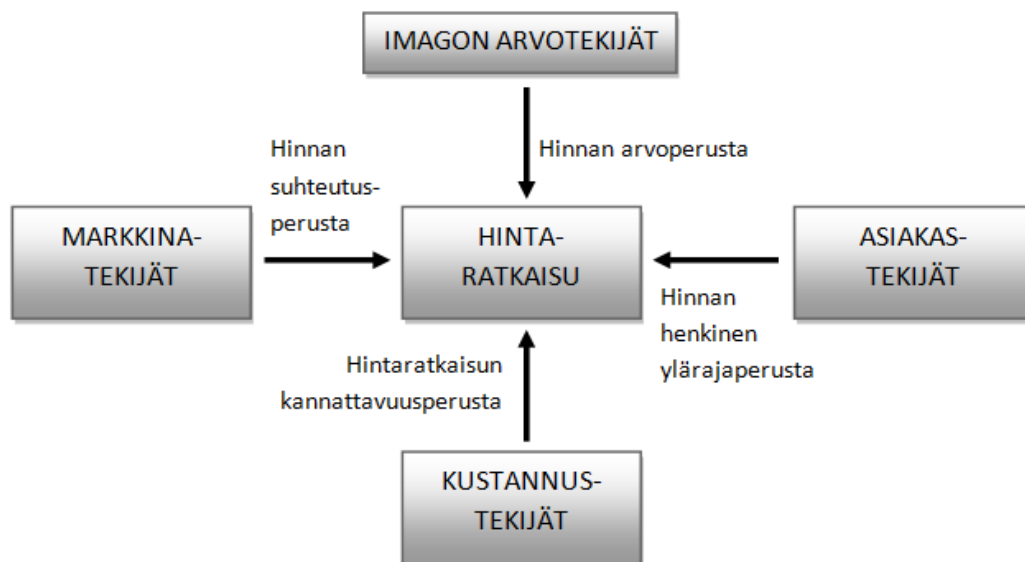 IMAGON ARVOTEKIJÄT
Hinnan arvoperusta
Hinnan
suhteutus-
perusta
MARKKINA-
TEKIJÄT
HINTA-
RATKAISU
ASIAKAS-
TEKIJÄT
Hinnan
henkinen
ylärajaperusta
Hintaratkaisun
kannattavuusperusta
KUSTANNUS-
TEKIJÄT